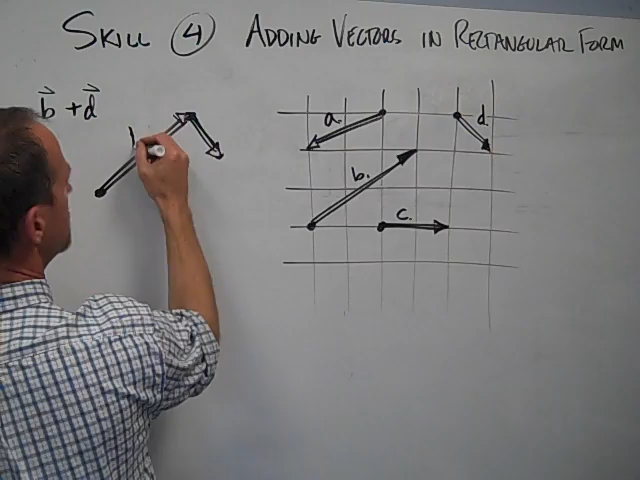 SKILL 4 ADDING VECTORS IN RECTANGULAR FORM
b + d
a.
d.
b.
c.